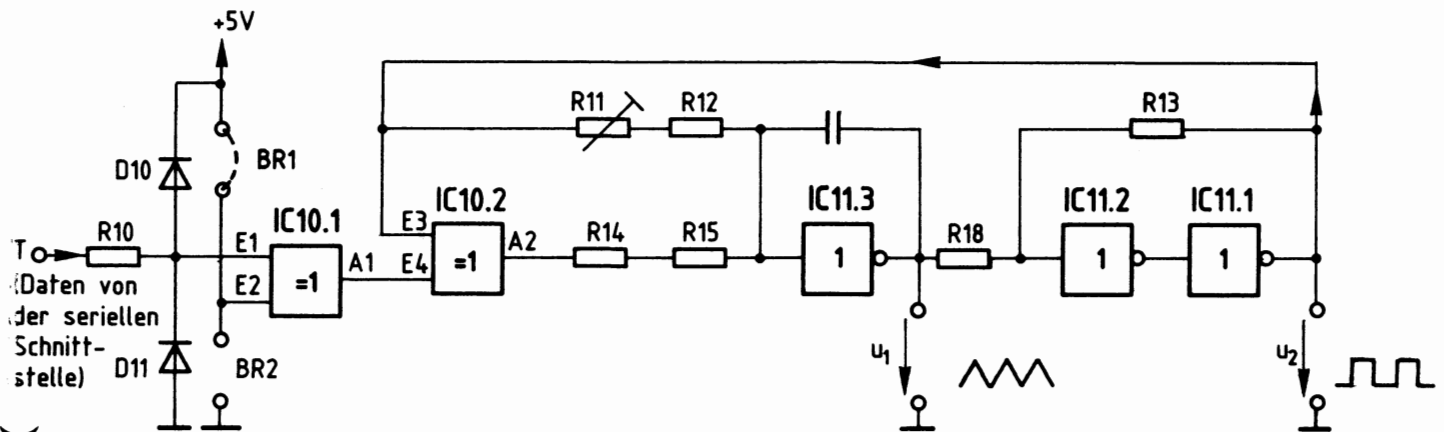 +5V
R11
R12
R13
D10
BR1
IC10.1
IC10.2
IC11.3
IC11.2
IC11.1
T
R10
E1
E2
=1
A1
E3
E4
=1
A2
R14
R15
1
R18
1
1
(Daten von
der seriellen
Schnitt-
stelle)
D11
BR2
u₁
u₂